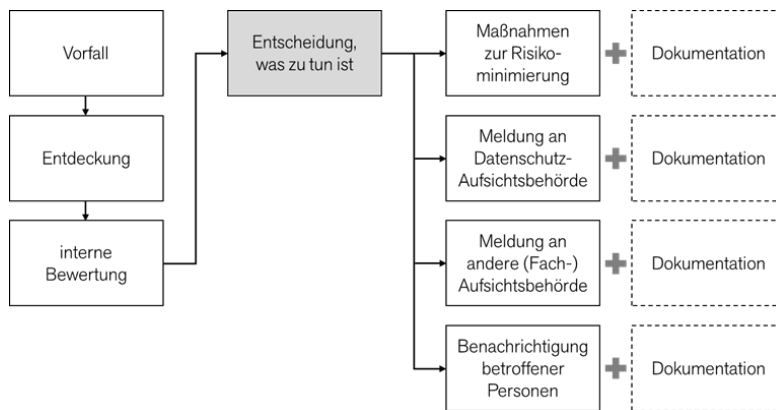 Vorfall
Entdeckung
interne
Bewertung
Entscheidung,
was zu tun ist
Maßnahmen
zur Risiko-
minimierung
Dokumentation
Meldung an
Datenschutz-
Aufsichtsbehörde
Dokumentation
Meldung an
andere (Fach-)
Aufsichtsbehörde
Dokumentation
Benachrichtigung
betroffener
Personen
Dokumentation